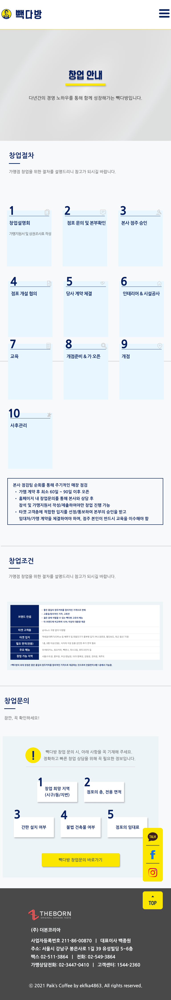 빽다방
창업 안내
다년간의 경영 노하우를 통해 함께 성장해가는 빽다방입니다.
창업절차
가맹점 창업을 위한 절차를 설명드리니 참고가 되시길 바랍니다.
1
창업설명회
가맹지원서 및 상권조사표 작성
2
점포 문의 및 본부확인
3
본사 점주 승인
4
점포 개설 협의
5
당사 계약 체결
6
인테리어 & 시설공사
7
교육
8
개점준비 & 가 오픈
9
개점
10
사후관리
본사 점검팀 순회를 통해 주기적인 매장 점검
• 가맹 계약 후 최소 60일 ~ 90일 이후 오픈
• 홈페이지 내 창업문의를 통해 본사와 상담 후
참석 및 가맹지원서 작성/제출하여야만 창업 진행 가능
• 타겟 고객층에 적합한 입지를 선정/통보하여 본부의 승인을 받고
임대차/가맹 계약을 체결하여야 하며, 점주 본인이 반드시 교육을 이수해야 함
창업조건
가맹점 창업을 위한 절차를 설명드리니 참고가 되시길 바랍니다.
브랜드 컨셉
• 좋은 품질의 원두커피를 합리적인 가격으로 판매
• 고품질/합리적인 가격, 고회전
• 젊은 층에 어필할 수 있는 빽다방 고유의 메뉴
• 타 브랜드에 비교하여 10% 이상의 대용량 제공
타겟 고객층
남녀노소 구분 없이 다양함
타겟 입지
역세권/대학가/Office 등 배후지 및 유동인구가 풍부한 입지 (버스정류장, 횡단보도, 퇴근 동선 가점)
필요 면적(전용)
1층, 8평 이상(전용), 식자재 저장 등을 감안한 추가 면적 필요
주요 메뉴
앗!메리카노, 원조커피, 빽앤나, 옥수크림, 호두크런치 등
창업 가능 지역
서울/수도권, 중부권, 부산/경남권, 대구/경북권, 강원권, 전라권, 제주도
*빽다방의 최대 장점은 좋은 품질의 원두커피를 합리적인 가격으로 제공하는 것으로써 전용면적 8평 1층에서 가능함.
창업문의
잠깐, 꼭 확인하세요!
!
빽다방 창업 문의 시, 아래 사항을 꼭 기재해 주세요.
정확하고 빠른 창업 상담을 위해 꼭 필요한 정보입니다.
1
창업 희망 지역
(시구/동/지번)
2
점포의 층, 전용 면적
3
간판 설치 여부
4
불법 건축물 여부
5
점포의 임대료
TALK
빽다방 창업문의 바로가기
TOP
THEBORN
ORIGINAL KOREAN TASTE
(주) 더본코리아
사업자등록번호 211-86-00870 | 대표이사 백종원
주소: 서울시 강남구 봉은사로 1길 39 유성빌딩 5~6층
팩스 02-511-3864 | 전화: 02-549-3864
가맹상담전화: 02-3447-0410 | 고객센터: 1544-2360
ⓒ 2021 Paik's Coffee by ekfka4863. All rights reserved.